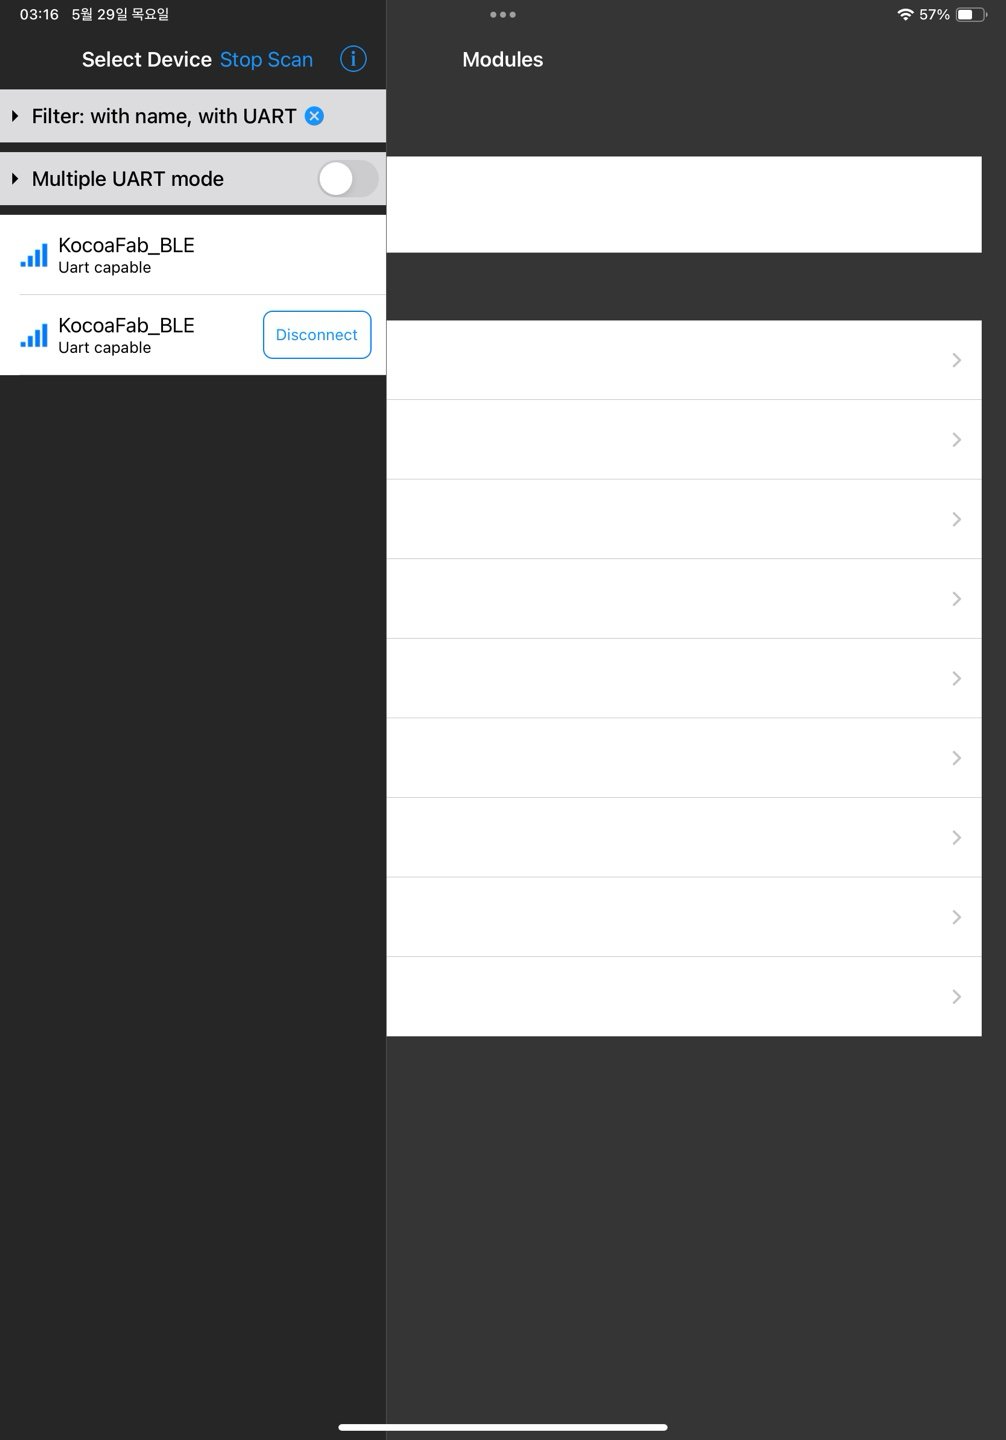 03:16 5월 29일 목요일
57%
Select Device Stop Scan
Modules
Filter: with name, with UART
Multiple UART mode
KocoaFab_BLE
Uart capable
KocoaFab_BLE
Uart capable
Disconnect